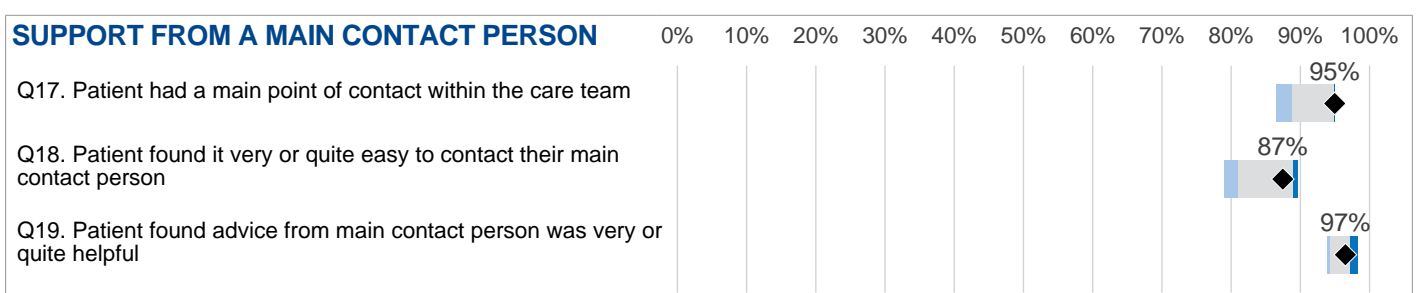 SUPPORT FROM A MAIN CONTACT PERSON 0% 10% 20% 30% 40% 50% 60% 70% 80% 90% 100%
Q17. Patient had a main point of contact within the care team 95%
Q18. Patient found it very or quite easy to contact their main 87%
contact person
Q19. Patient found advice from main contact person was very or 97%
quite helpful